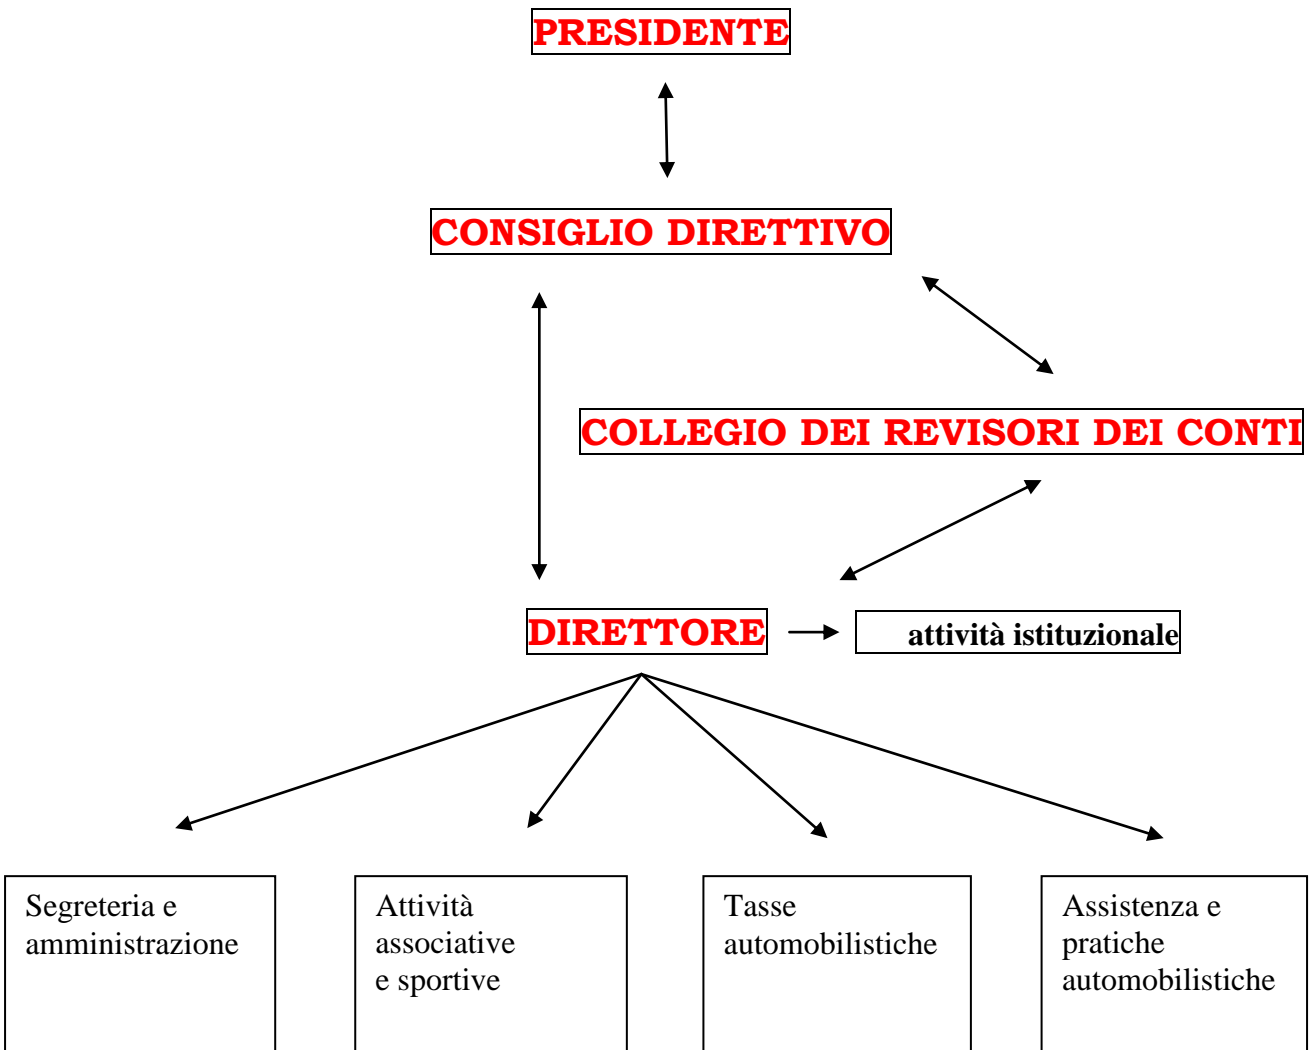 PRESIDENTE
CONSIGLIO DIRETTIVO
COLLEGIO DEI REVISORI DEI CONTI
DIRETTORE
attività istituzionale
Segreteria e
amministrazione
Attività
associative
e sportive
Tasse
automobilistiche
Assistenza e
pratiche
automobilistiche